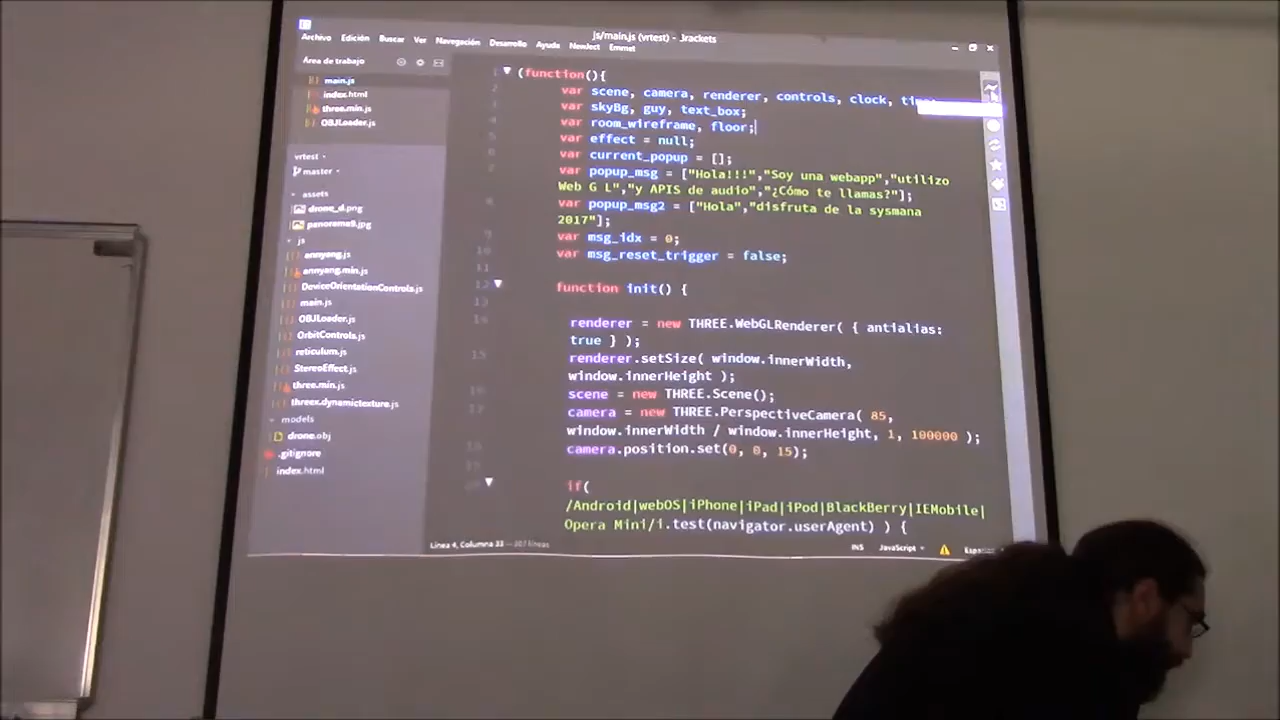 js/main.js (vrtest) - Brackets
Archivo Edición Buscar Ver Navegación Desarrollo Ayuda NewJect Emmet
Área de trabajo
main.js
index.html
three.min.js
OBJLoader.js
vrtest
master
assets
drone_d.png
panorama9.jpg
js
annyang.js
annyang.min.js
DeviceOrientationControls.js
main.js
OBJLoader.js
OrbitControls.js
reticulum.js
StereoEffect.js
three.min.js
threex.dynamictexture.js
models
drone.obj
.gitignore
index.html
(function(){
var scene, camera, renderer, controls, clock,
var skyBg, guy, text_box;
var room_wireframe, floor;
var effect = null;
var current_popup = [];
var popup_msg = ["Hola!!!","Soy una webapp","utilizo
Web G L","y APIS de audio","¿Cómo te llamas?"];
var popup_msg2 = ["Hola","disfruta de la sysmana
2017"];
var msg_idx = 0;
var msg_reset_trigger = false;
function init() {
renderer = new THREE.WebGLRenderer( { antialias:
true } );
renderer.setSize( window.innerWidth,
window.innerHeight );
scene = new THREE.Scene();
camera = new THREE.PerspectiveCamera( 85,
window.innerWidth / window.innerHeight, 1, 100000 );
camera.position.set(0, 0, 15);
if(
/Android|webOS|iPhone|iPad|iPod|BlackBerry|IEMobile|
Opera Mini/i.test(navigator.userAgent) ) {
Línea 4, Columna 33 — 307 líneas
INS JavaScript